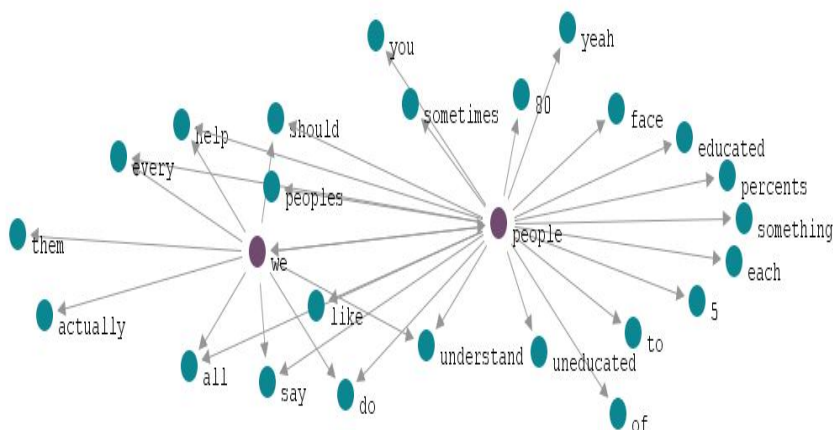 yeah
you
sometimes
80
help
should
face
every
educated
peoples
percents
them
people
something
we
each
actually
like
5
all
say
do
understand
uneducated
to
of